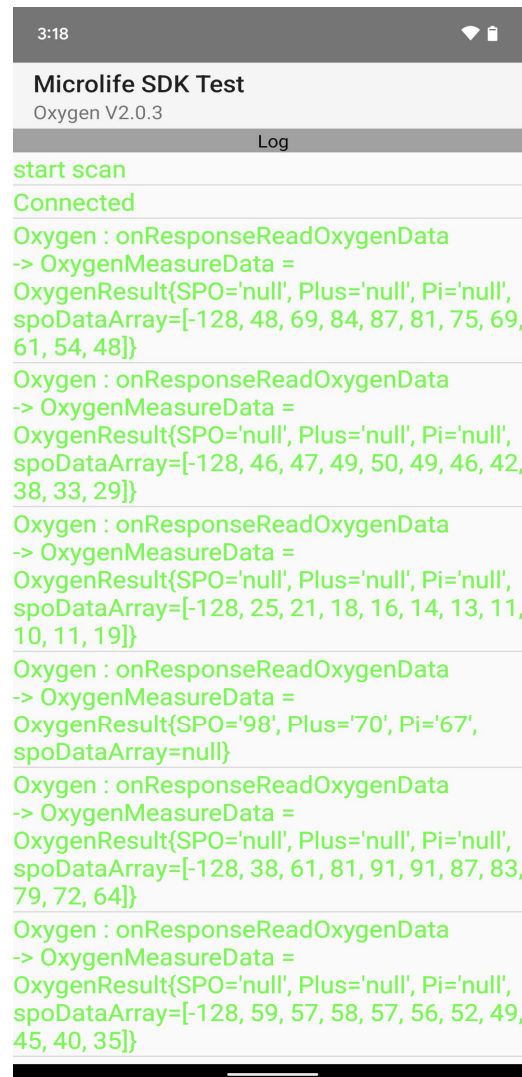 3:18
Microlife SDK Test
Oxygen V2.0.3
Log
start scan
Connected
Oxygen : onResponseReadOxygenData
-> OxygenMeasureData =
OxygenResult{SPO='null', Plus='null', Pi='null',
spoDataArray=[-128, 48, 69, 84, 87, 81, 75, 69,
61, 54, 48]}
Oxygen : onResponseReadOxygenData
-> OxygenMeasureData =
OxygenResult{SPO='null', Plus='null', Pi='null',
spoDataArray=[-128, 46, 47, 49, 50, 49, 46, 42,
38, 33, 29]}
Oxygen : onResponseReadOxygenData
-> OxygenMeasureData =
OxygenResult{SPO='null', Plus='null', Pi='null',
spoDataArray=[-128, 25, 21, 18, 16, 14, 13, 11,
10, 11, 19]}
Oxygen : onResponseReadOxygenData
-> OxygenMeasureData =
OxygenResult{SPO='98', Plus='70', Pi='67',
spoDataArray=null}
Oxygen : onResponseReadOxygenData
-> OxygenMeasureData =
OxygenResult{SPO='null', Plus='null', Pi='null',
spoDataArray=[-128, 38, 61, 81, 91, 91, 87, 83,
79, 72, 64]}
Oxygen : onResponseReadOxygenData
-> OxygenMeasureData =
OxygenResult{SPO='null', Plus='null', Pi='null',
spoDataArray=[-128, 59, 57, 58, 57, 56, 52, 49,
45, 40, 35]}